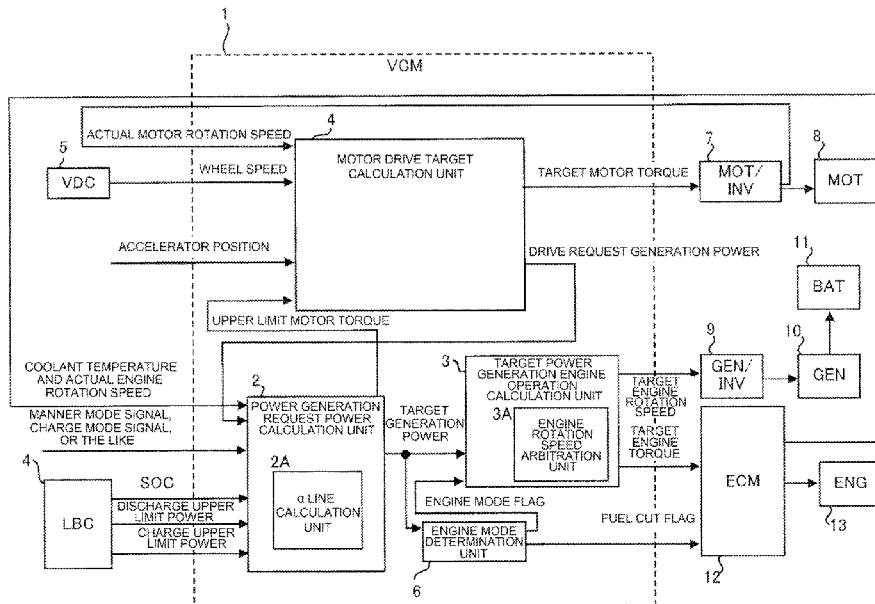 1
VCM
ACTUAL MOTOR ROTATION SPEED
4
5
VDC
WHEEL SPEED
MOTOR DRIVE TARGET
CALCULATION UNIT
TARGET MOTOR TORQUE
7
MOT/
INV
8
MOT
ACCELERATOR POSITION
DRIVE REQUEST GENERATION POWER
11
BAT
UPPER LIMIT MOTOR TORQUE
COOLANT TEMPERATURE
AND ACTUAL ENGINE
ROTATION SPEED
MANNER MODE SIGNAL,
CHARGE MODE SIGNAL,
OR THE LIKE
2
POWER GENERATION
REQUEST POWER
CALCULATION UNIT
2A
α LINE
CALCULATION
UNIT
TARGET
GENERATION
POWER
3
TARGET POWER
GENERATION ENGINE
OPERATION
CALCULATION UNIT
3A
ENGINE
ROTATION
SPEED
ARBITRATION
UNIT
TARGET
ENGINE
ROTATION
SPEED
TARGET
ENGINE
TORQUE
9
GEN/
INV
10
GEN
4
LBC
SOC
DISCHARGE UPPER
LIMIT POWER
CHARGE UPPER
LIMIT POWER
ENGINE MODE FLAG
ENGINE MODE
DETERMINATION
UNIT
6
FUEL CUT FLAG
ECM
12
ENG
13